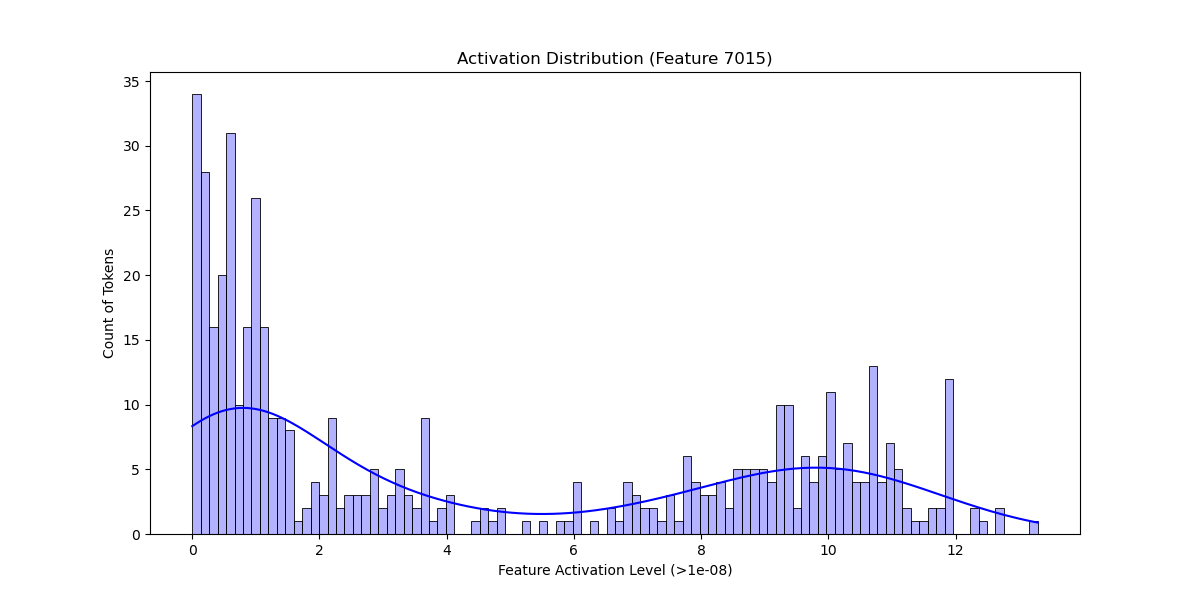 Activation Distribution (Feature 7015)
35
30
25
20
15
10
5
0
Count of Tokens
0 2 4 6 8 10 12
Feature Activation Level (>1e-08)